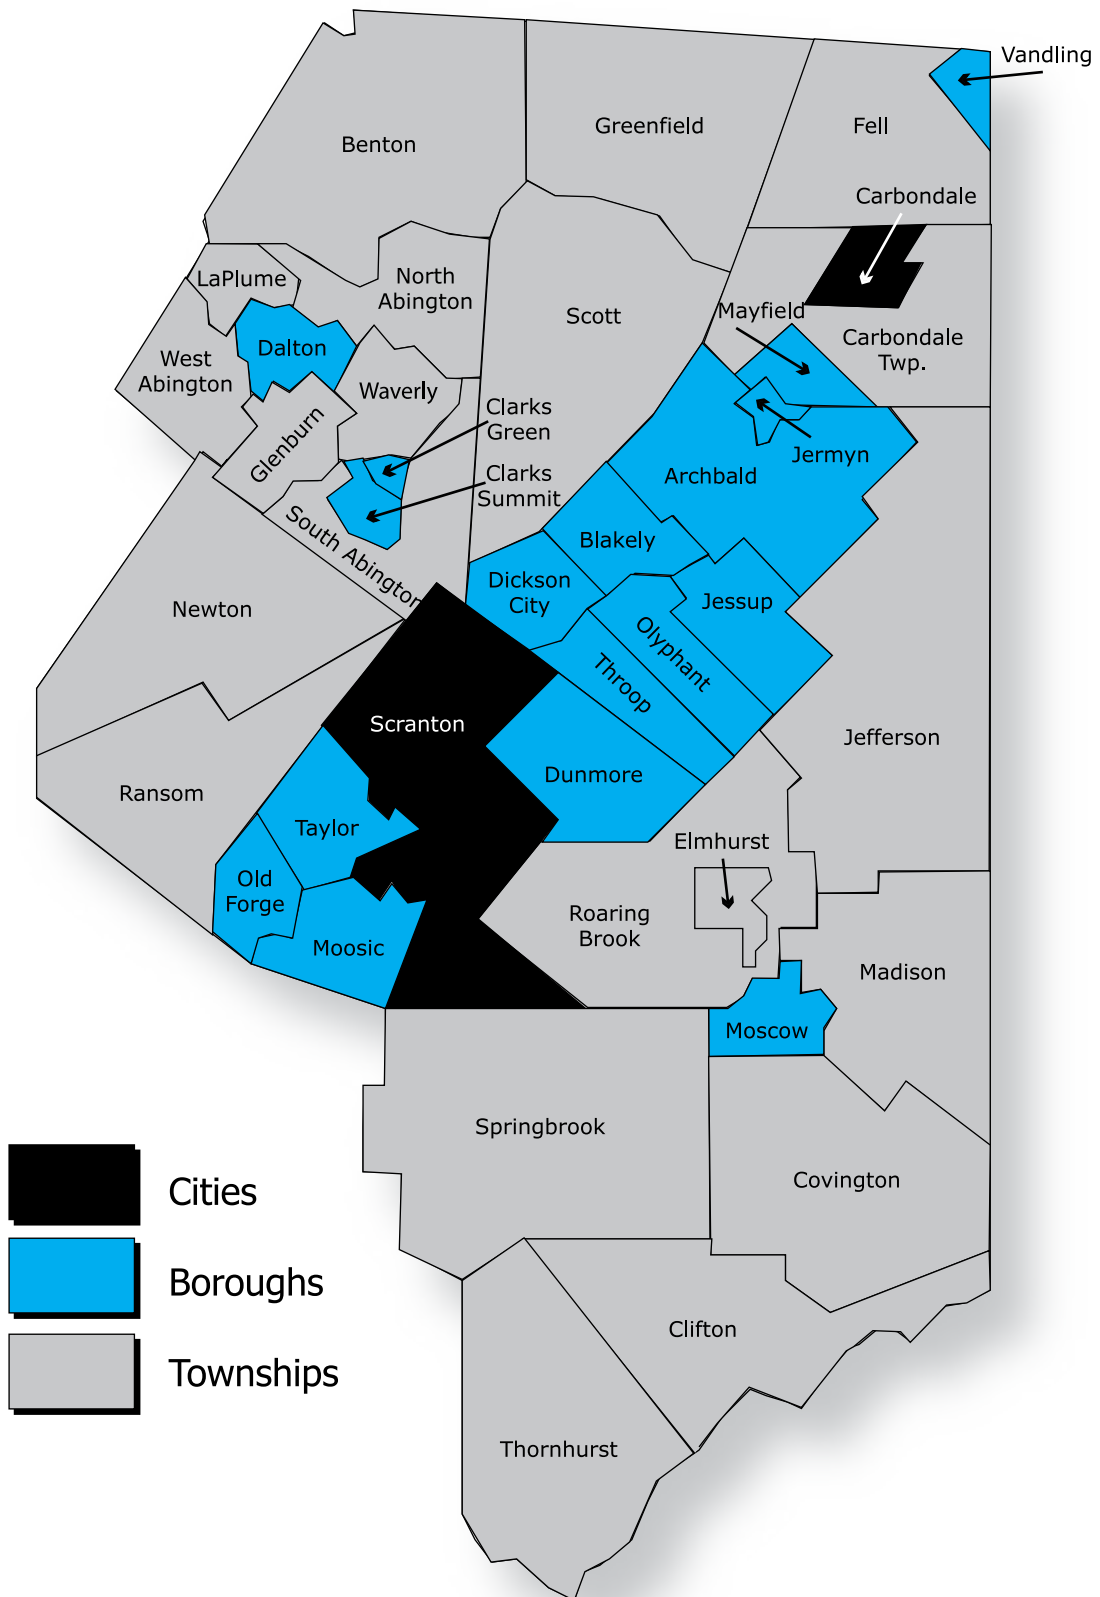 Vandling
Benton
Greenfield
Fell
Carbondale
LaPlume
North
Abington
Scott
Mayfield
Carbondale
Twp.
West
Abington
Dalton
Waverly
Clarks
Green
Glenburn
Jermyn
Archbald
Clarks
Summit
South Abington
Blakely
Dickson
City
Jessup
Newton
Olyphant
Throop
Scranton
Jefferson
Dunmore
Ransom
Taylor
Elmhurst
Old
Forge
Roaring
Brook
Moosic
Madison
Moscow
Springbrook
Covington
Cities
Boroughs
Clifton
Townships
Thornhurst